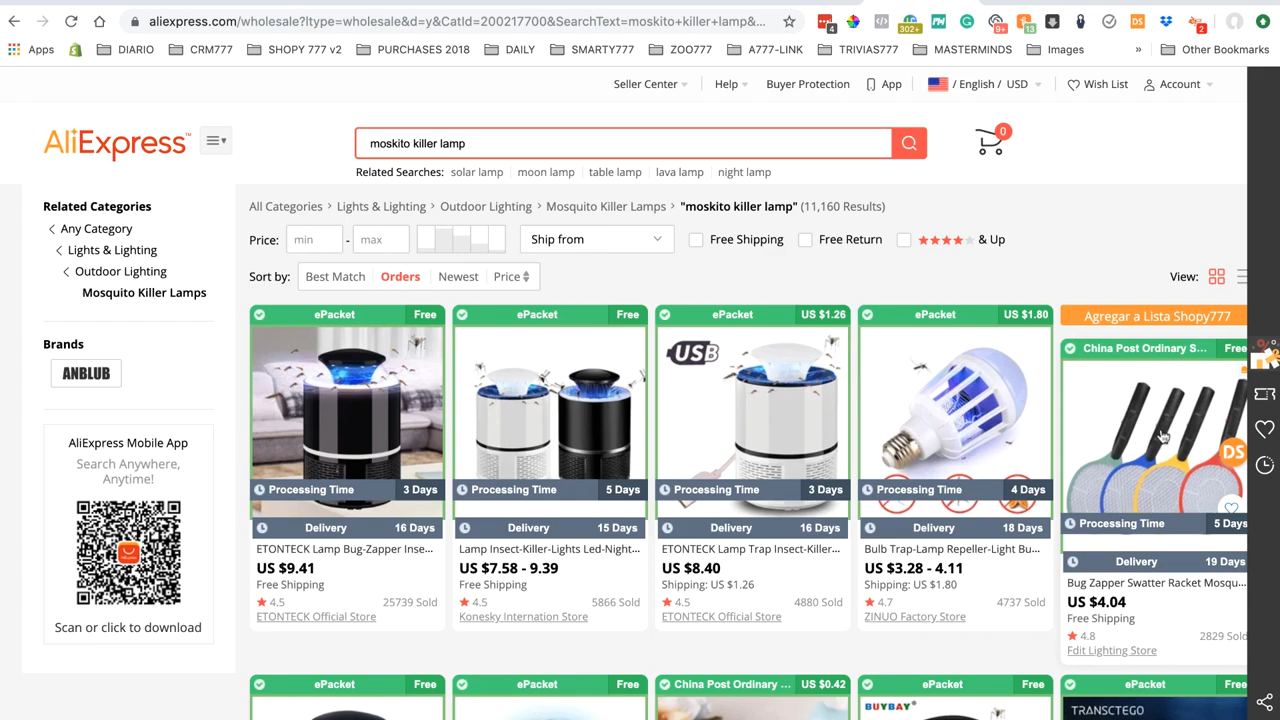 aliexpress.com/wholesale?ltype=wholesale&d=y&CatId=200217700&SearchText=moskito+killer+lamp&...
4
302+
9+
13
2
Apps
DIARIO
CRM777
SHOPY 777 v2
PURCHASES 2018
DAILY
SMARTY777
ZOO777
A777-LINK
TRIVIAS777
MASTERMINDS
Images
»
Other Bookmarks
Seller Center
Help
Buyer Protection
App
/ English / USD
Wish List
Account
AliExpress™
moskito killer lamp
0
Related Searches: solar lamp moon lamp table lamp lava lamp night lamp
Related Categories
< Any Category
< Lights & Lighting
< Outdoor Lighting
Mosquito Killer Lamps
Brands
ANBLUB
AliExpress Mobile App
Search Anywhere,
Anytime!
Scan or click to download
All Categories > Lights & Lighting > Outdoor Lighting > Mosquito Killer Lamps > "moskito killer lamp" (11,160 Results)
Price: min - max
Ship from
Free Shipping
Free Return
& Up
Sort by: Best Match Orders Newest Price
View:
ePacket Free
Processing Time 3 Days
Delivery 16 Days
ETONTECK Lamp Bug-Zapper Inse...
US $9.41
Free Shipping
4.5 25739 Sold
ETONTECK Official Store
ePacket Free
Processing Time 5 Days
Delivery 15 Days
Lamp Insect-Killer-Lights Led-Night...
US $7.58 - 9.39
Free Shipping
4.5 5866 Sold
Konesky Internation Store
ePacket US $1.26
USB
Processing Time 3 Days
Delivery 16 Days
ETONTECK Lamp Trap Insect-Killer...
US $8.40
Shipping: US $1.26
4.5 4880 Sold
ETONTECK Official Store
ePacket US $1.80
Processing Time 4 Days
Delivery 18 Days
Bulb Trap-Lamp Repeller-Light Bu...
US $3.28 - 4.11
Shipping: US $1.80
4.7 4737 Sold
ZINUO Factory Store
Agregar a Lista Shopy777
China Post Ordinary S... Free
DS
Processing Time 5 Days
Delivery 19 Days
Bug Zapper Swatter Racket Mosqu...
US $4.04
Free Shipping
4.8 2829 Sold
Edit Lighting Store
ePacket Free
ePacket Free
China Post Ordinary ... US $0.42
ePacket Free
BUYBAY
ePacket Free
TRANSCTEGO